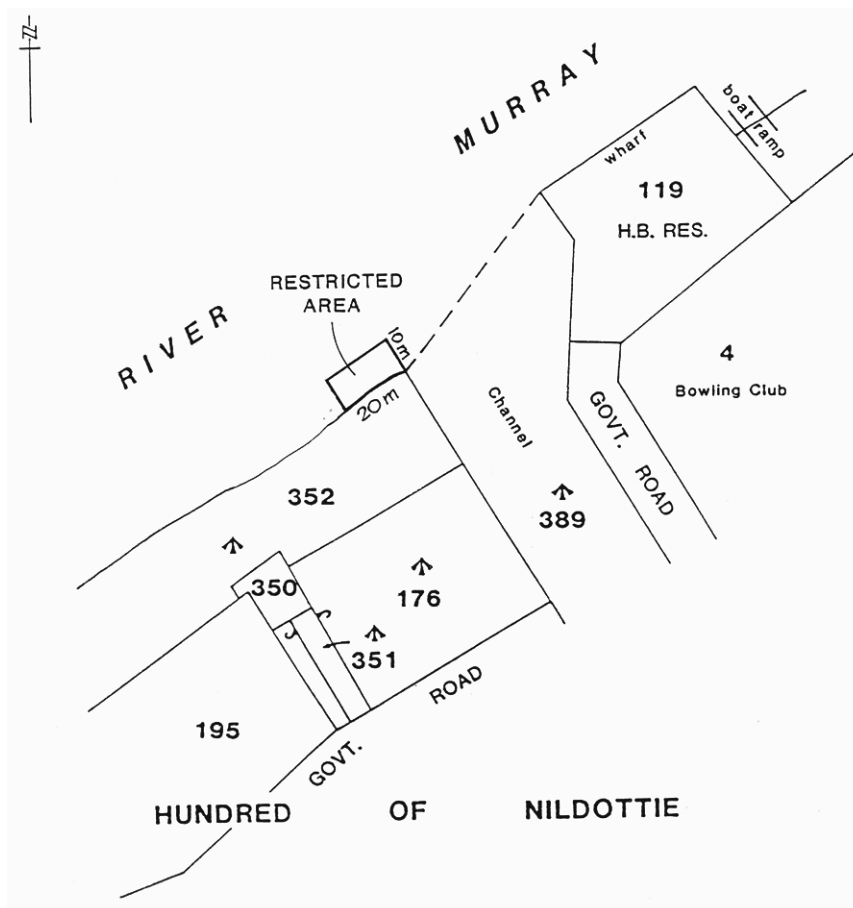 N
MURRAY
boat ramp
wharf
119
H.B. RES.
RESTRICTED
AREA
RIVER
10m
20m
4
Bowling Club
Channel
GOVT. ROAD
352
389
350
176
351
195
GOVT. ROAD
HUNDRED OF NILDOTTIE